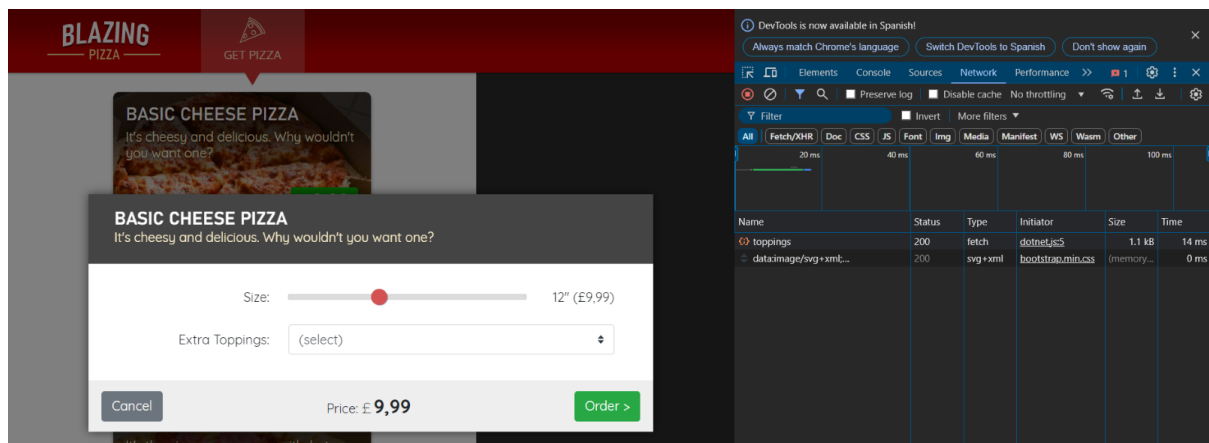 BLAZING
PIZZA
GET PIZZA
BASIC CHEESE PIZZA
It's cheesy and delicious. Why wouldn't
you want one?
BASIC CHEESE PIZZA
It's cheesy and delicious. Why wouldn't you want one?
Size: 12" (£9,99)
Extra Toppings: (select)
Cancel Price: £ 9,99 Order >
DevTools is now available in Spanish!
Always match Chrome's language Switch DevTools to Spanish Don't show again
Elements Console Sources Network Performance 1
Preserve log Disable cache No throttling
Filter Invert More filters
All Fetch/XHR Doc CSS JS Font Img Media Manifest WS Wasm Other
20 ms 40 ms 60 ms 80 ms 100 ms
Name Status Type Initiator Size Time
toppings 200 fetch dotnet.js:5 1.1 kB 14 ms
data:image/svg+xml;... 200 svg+xml bootstrap.min.css (memory... 0 ms